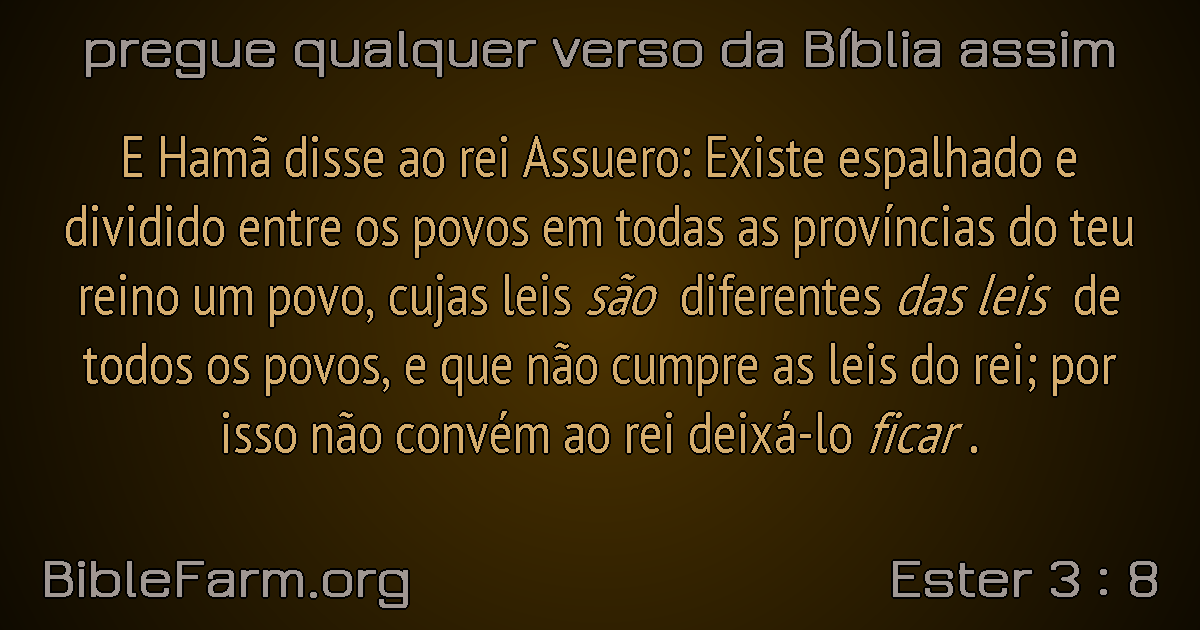 pregue qualquer verso da Bíblia assim
E Hamã disse ao rei Assuero: Existe espalhado e
dividido entre os povos em todas as províncias do teu
reino um povo, cujas leis são diferentes das leis de
todos os povos, e que não cumpre as leis do rei; por
isso não convém ao rei deixá-lo ficar .
BibleFarm.org
Ester 3 : 8